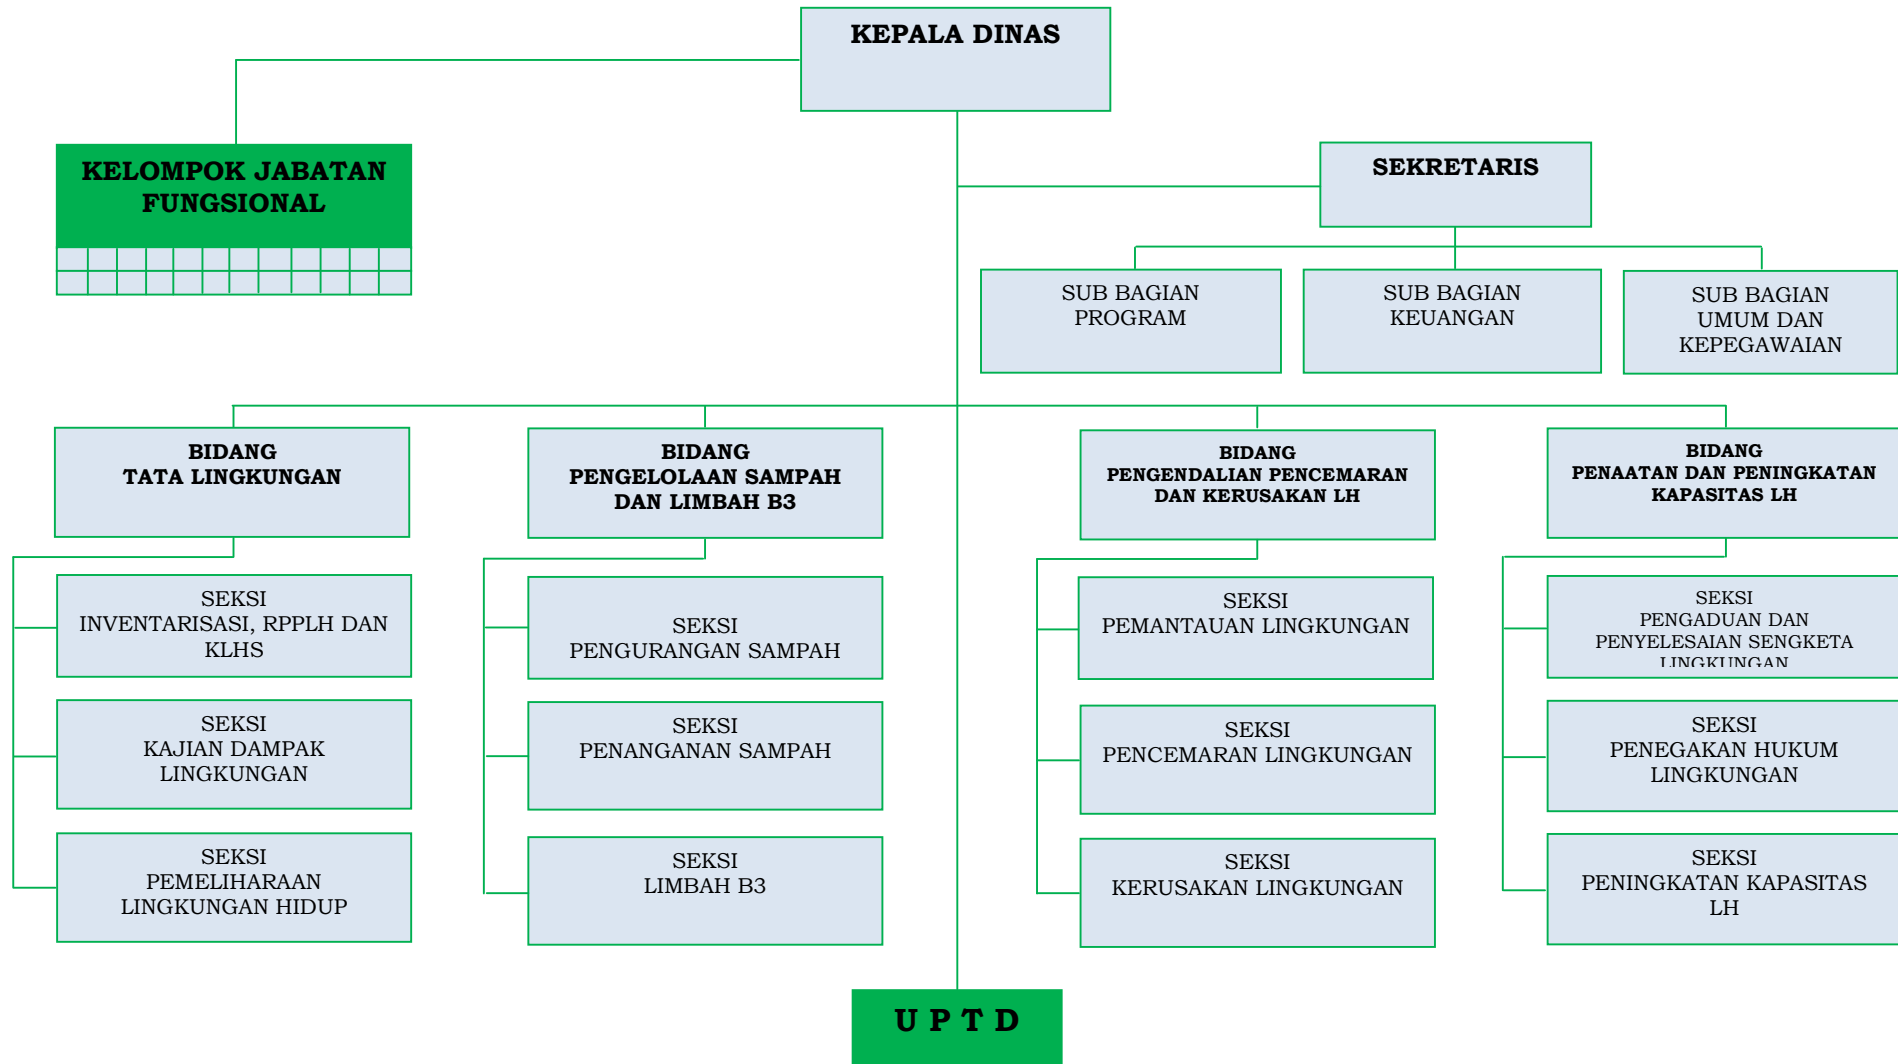 KEPALA DINAS
KELOMPOK JABATAN
FUNGSIONAL
SEKRETARIS
SUB BAGIAN
PROGRAM
SUB BAGIAN
KEUANGAN
SUB BAGIAN
UMUM DAN
KEPEGAWAIAN
BIDANG
TATA LINGKUNGAN
BIDANG
PENGELOLAAN SAMPAH
DAN LIMBAH B3
BIDANG
PENGENDALIAN PENCEMARAN
DAN KERUSAKAN LH
BIDANG
PENAATAN DAN PENINGKATAN
KAPASITAS LH
SEKSI
INVENTARISASI, RPPLH DAN
KLHS
SEKSI
KAJIAN DAMPAK
LINGKUNGAN
SEKSI
PEMELIHARAAN
LINGKUNGAN HIDUP
SEKSI
PENGURANGAN SAMPAH
SEKSI
PENANGANAN SAMPAH
SEKSI
LIMBAH B3
SEKSI
PEMANTAUAN LINGKUNGAN
SEKSI
PENCEMARAN LINGKUNGAN
SEKSI
KERUSAKAN LINGKUNGAN
SEKSI
PENGADUAN DAN
PENYELESAIAN SENGKETA
LINGKUNGAN
SEKSI
PENEGAKAN HUKUM
LINGKUNGAN
SEKSI
PENINGKATAN KAPASITAS
LH
U P T D